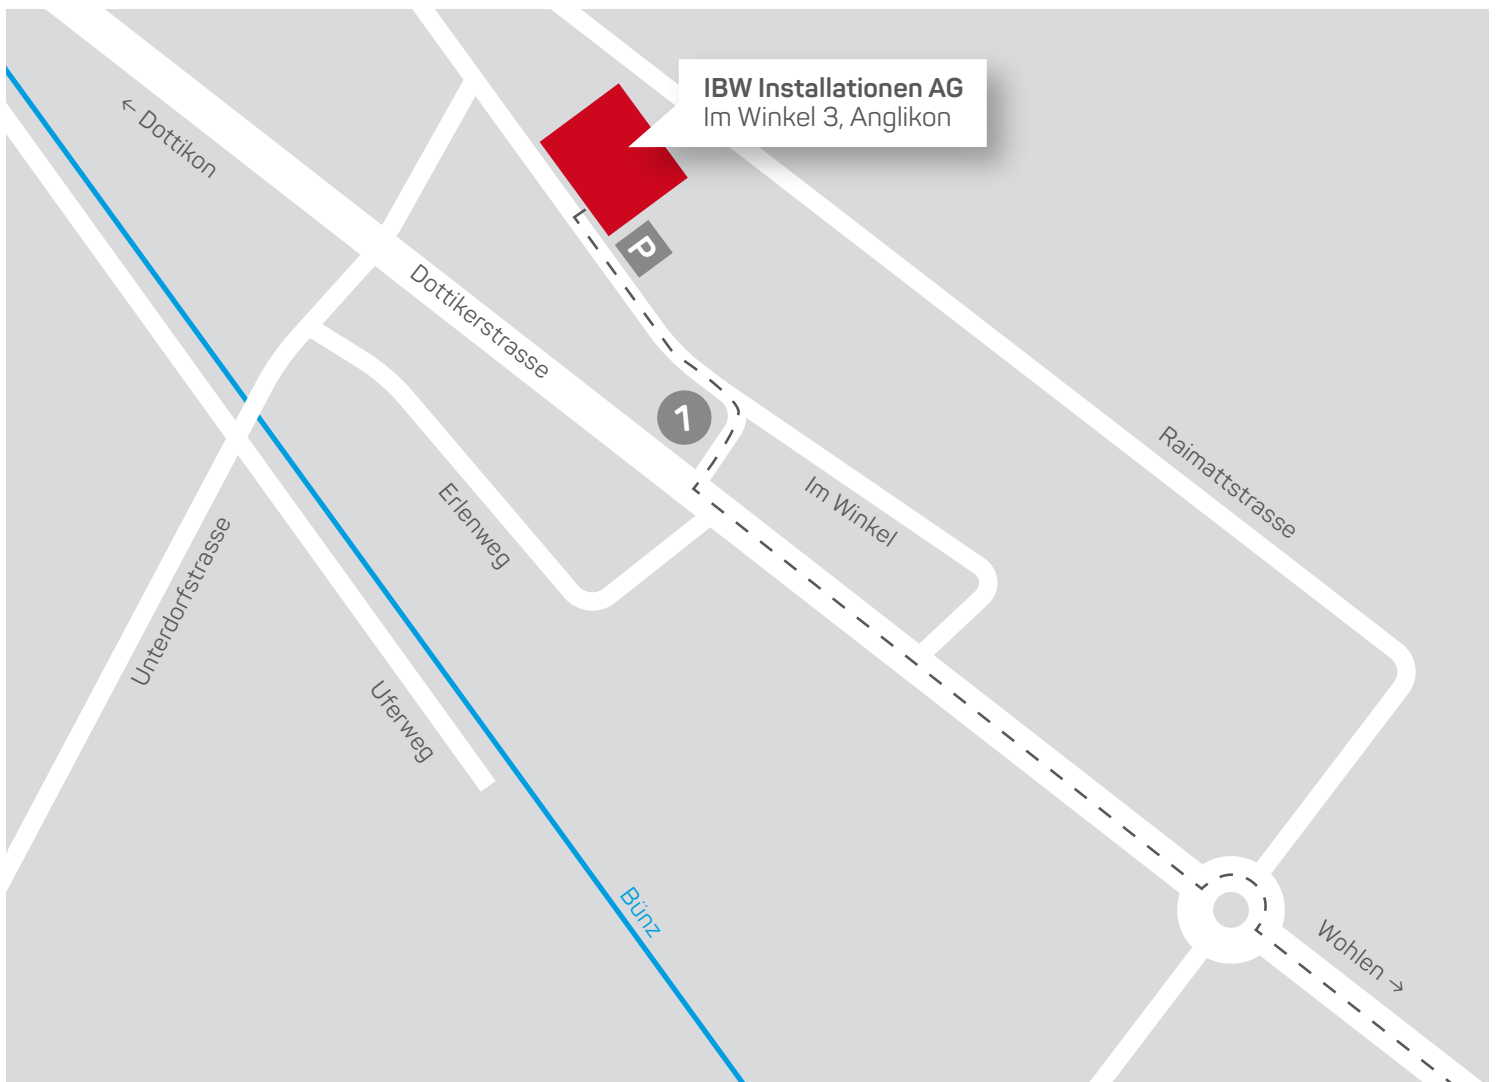 IBW Installationen AG
Im Winkel 3, Anglikon
← Dottikon
P
Dottikerstrasse
1
Raimattstrasse
Im Winkel
Erlenweg
Unterdorfstrasse
Uferweg
Bünz
Wohlen →